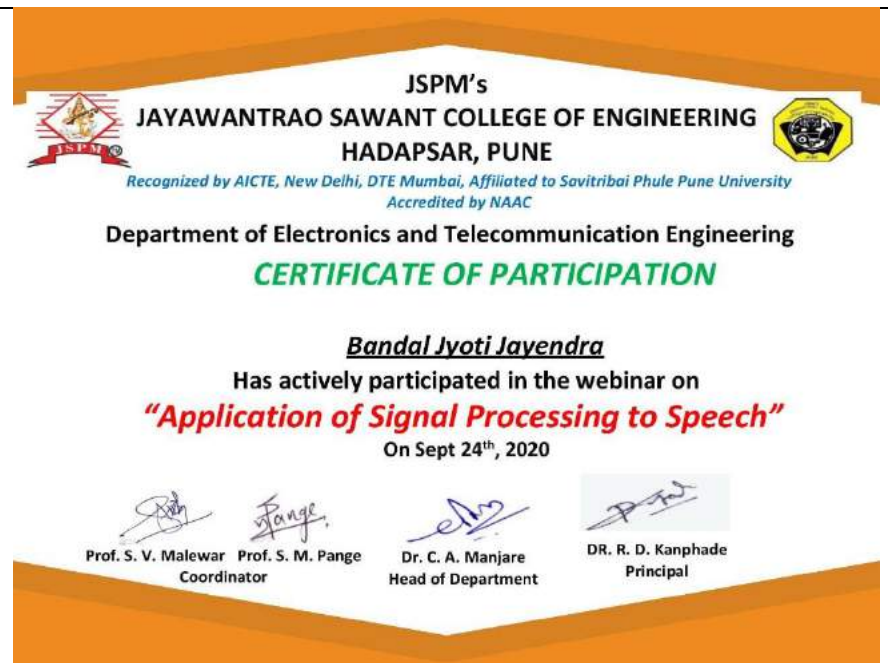 JSPM's
JAYAWANTRAO SAWANT COLLEGE OF ENGINEERING
HADAPSAR, PUNE
JSPM
Recognized by AICTE, New Delhi, DTE Mumbai, Affiliated to Savitribai Phule Pune University
Accredited by NAAC
Department of Electronics and Telecommunication Engineering
CERTIFICATE OF PARTICIPATION
Bandal Jyoti Jayendra
Has actively participated in the webinar on
“Application of Signal Processing to Speech”
On Sept 24th, 2020
Prof. S. V. Malewar Prof. S. M. Pange
Coordinator
Dr. C. A. Manjare
Head of Department
DR. R. D. Kanphade
Principal